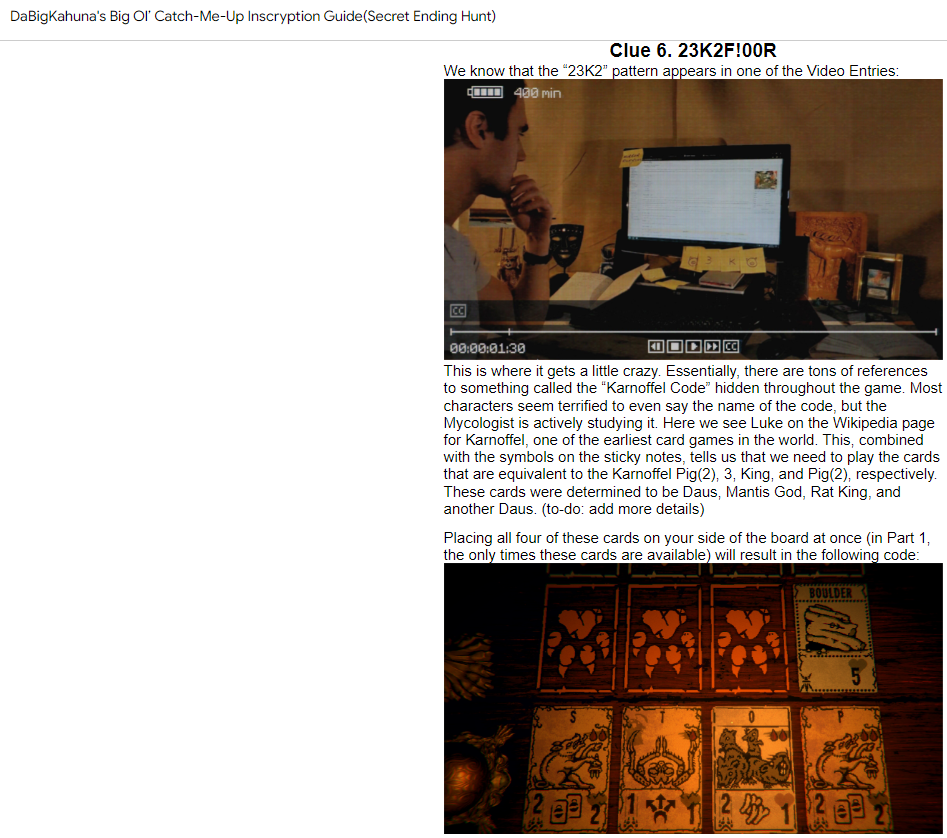 DaBigKahuna's Big Ol' Catch-Me-Up Inscryption Guide(Secret Ending Hunt)
Clue 6. 23K2F!00R
We know that the “23K2” pattern appears in one of the Video Entries:
400 min
3 K
CC
00:00:01:30
CC
This is where it gets a little crazy. Essentially, there are tons of references
to something called the “Karnoffel Code” hidden throughout the game. Most
characters seem terrified to even say the name of the code, but the
Mycologist is actively studying it. Here we see Luke on the Wikipedia page
for Karnoffel, one of the earliest card games in the world. This, combined
with the symbols on the sticky notes, tells us that we need to play the cards
that are equivalent to the Karnoffel Pig(2), 3, King, and Pig(2), respectively.
These cards were determined to be Daus, Mantis God, Rat King, and
another Daus. (to-do: add more details)
Placing all four of these cards on your side of the board at once (in Part 1,
the only times these cards are available) will result in the following code:
BOULDER
5
S T O P
2 2 1 1 2 1 2 2